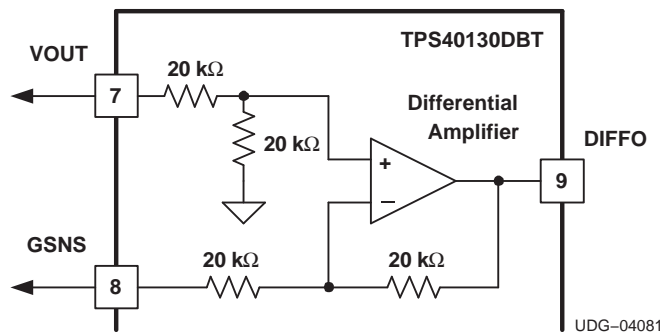 TPS40130DBT
VOUT
7
20 kΩ
20 kΩ
Differential
Amplifier
DIFFO
+
−
9
GSNS
8
20 kΩ
20 kΩ
UDG−04081